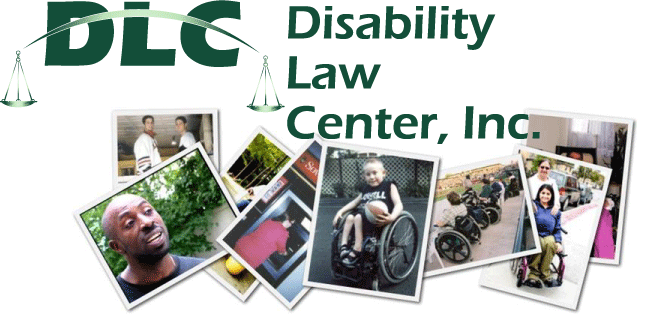 DLC
Disability
Law
Center, Inc.